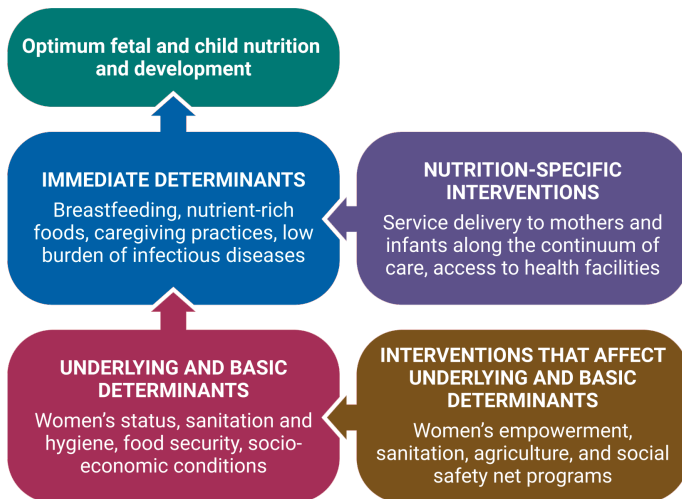 Optimum fetal and child nutrition
and development
IMMEDIATE DETERMINANTS
Breastfeeding, nutrient-rich
foods, caregiving practices, low
burden of infectious diseases
NUTRITION-SPECIFIC
INTERVENTIONS
Service delivery to mothers and
infants along the continuum of
care, access to health facilities
UNDERLYING AND BASIC
DETERMINANTS
Women’s status, sanitation and
hygiene, food security, socio-
economic conditions
INTERVENTIONS THAT AFFECT
UNDERLYING AND BASIC
DETERMINANTS
Women’s empowerment,
sanitation, agriculture, and social
safety net programs